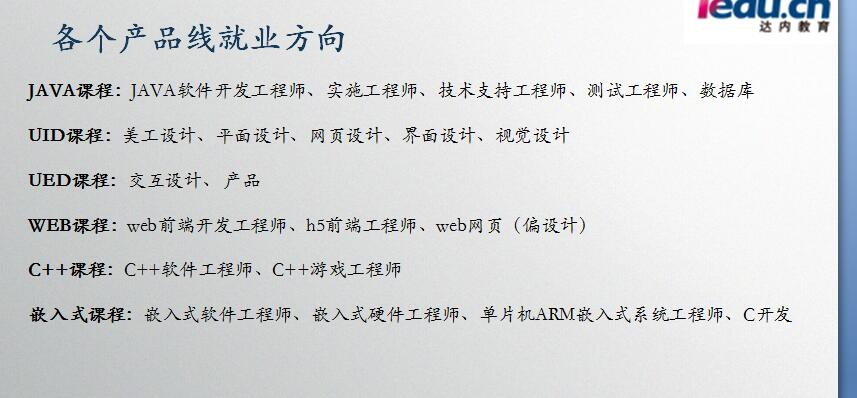 tedu.cn
达内教育
各个产品线就业方向
JAVA课程：JAVA软件开发工程师、实施工程师、技术支持工程师、测试工程师、数据库
UID课程：美工设计、平面设计、网页设计、界面设计、视觉设计
UED课程：交互设计、产品
WEB课程：web前端开发工程师、h5前端工程师、web网页（偏设计）
C++课程：C++软件工程师、C++游戏工程师
嵌入式课程：嵌入式软件工程师、嵌入式硬件工程师、单片机ARM嵌入式系统工程师、C开发